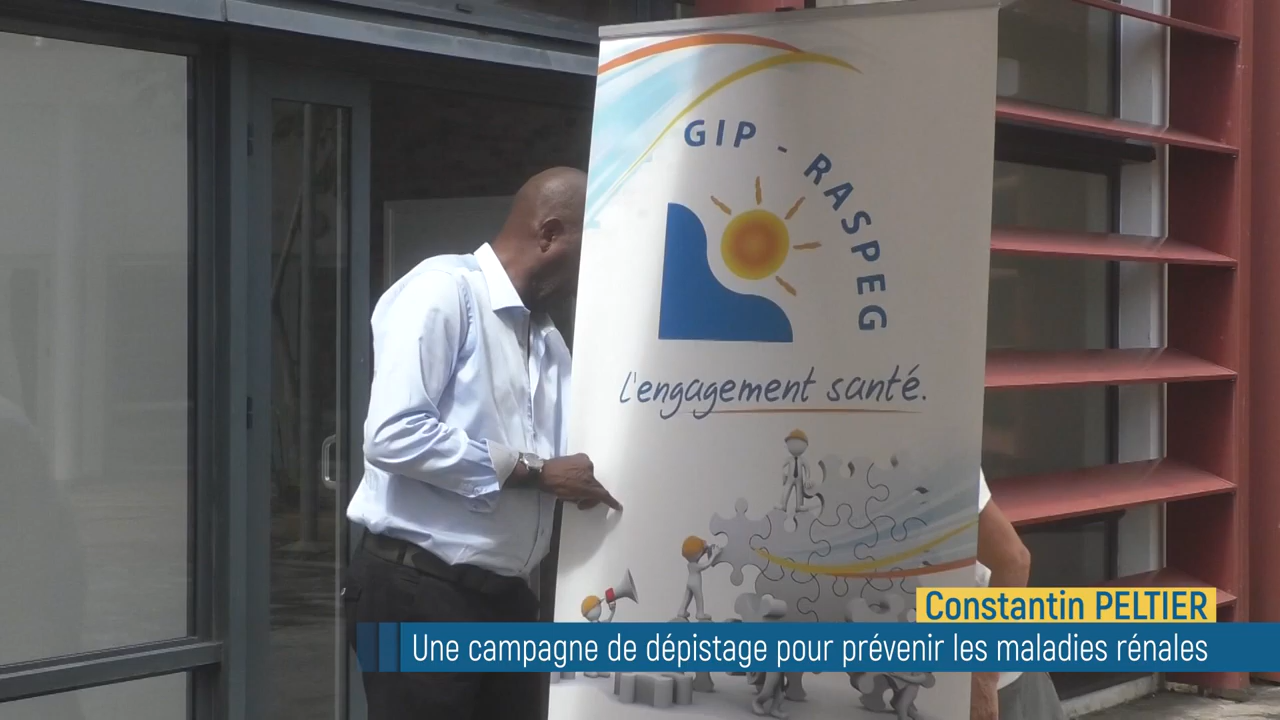 GIP - RASPEG
l'engagement santé.
Constantin PELTIER
Une campagne de dépistage pour prévenir les maladies rénales